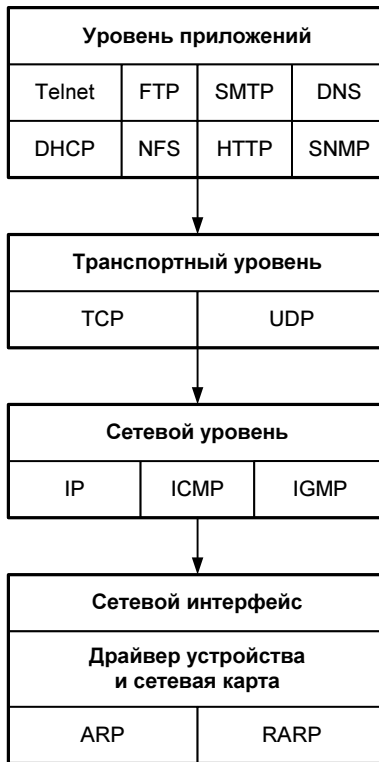 Уровень приложений
Telnet FTP SMTP DNS
DHCP NFS HTTP SNMP
Транспортный уровень
TCP UDP
Сетевой уровень
IP ICMP IGMP
Сетевой интерфейс
Драйвер устройства
и сетевая карта
ARP RARP